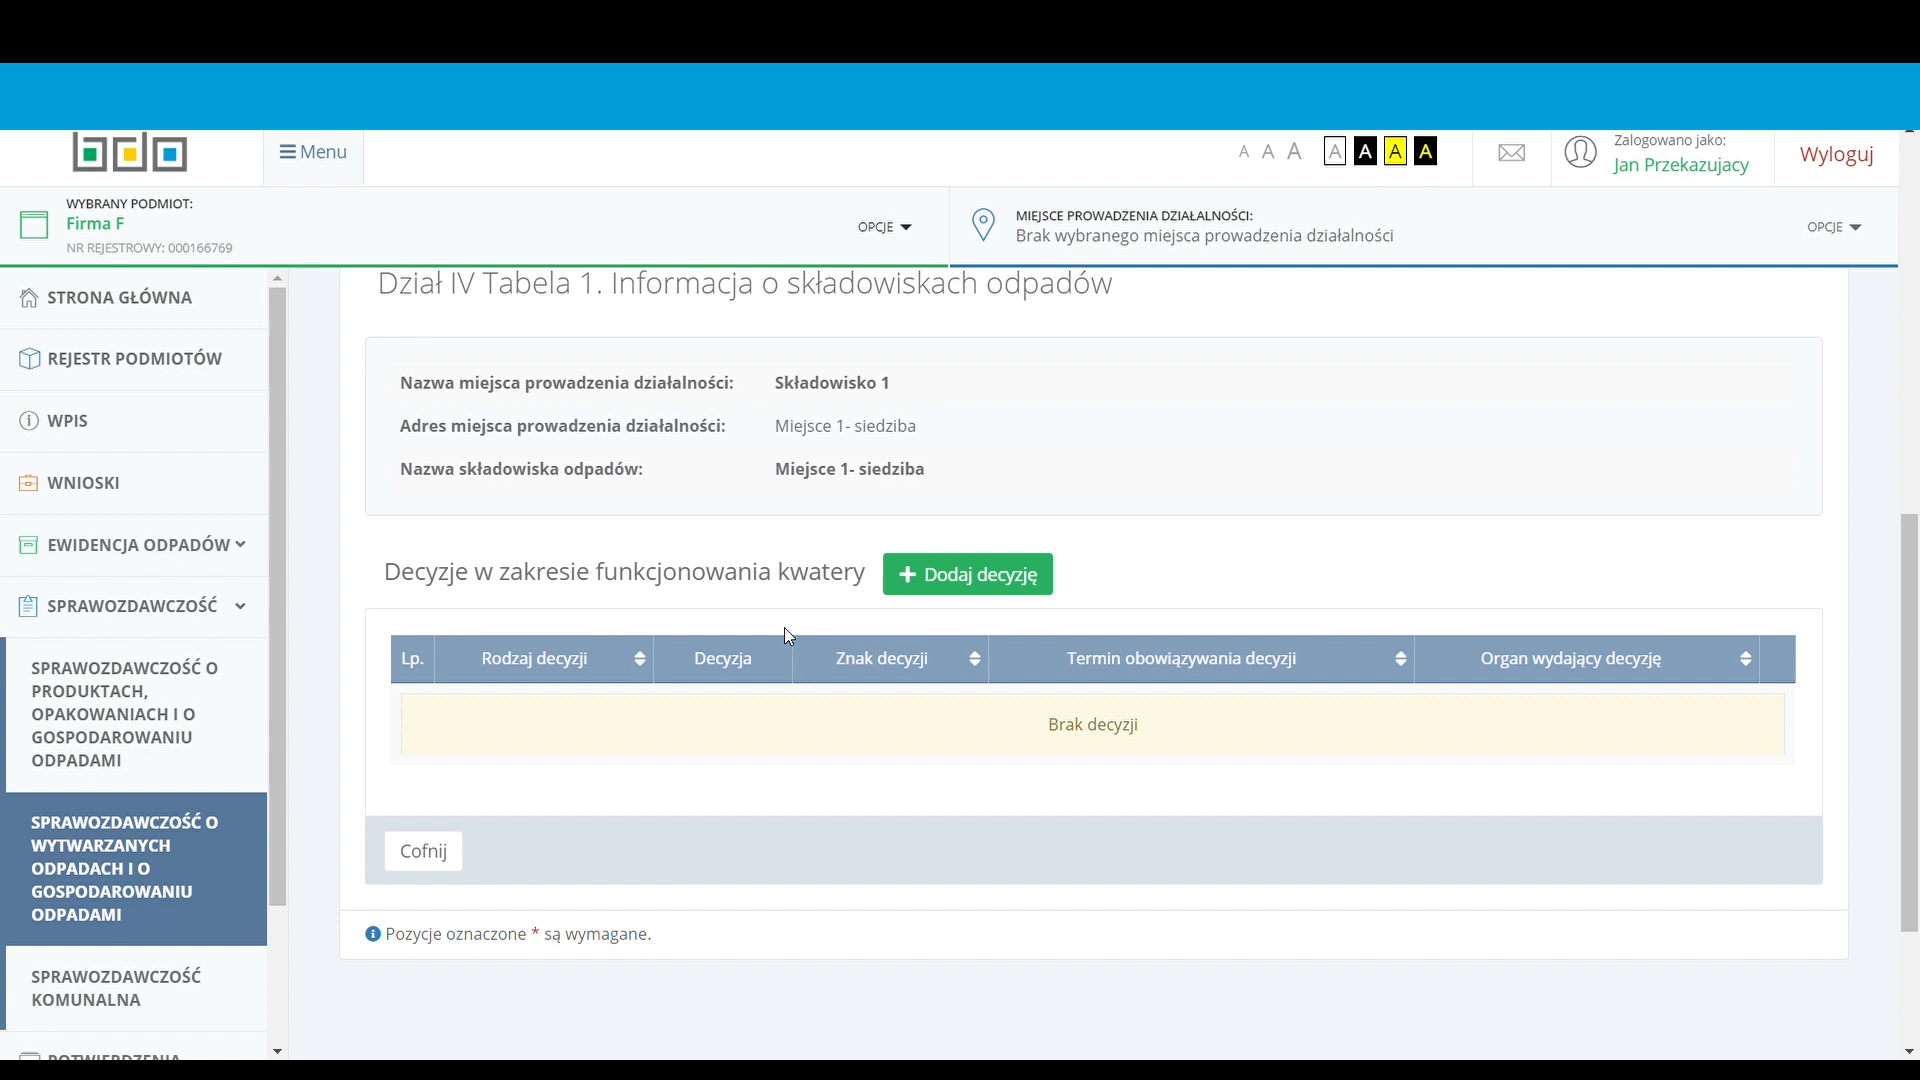 bdo
Menu
A A A A A A A
Zalogowano jako:
Jan Przekazujacy
Wyloguj
WYBRANY PODMIOT:
Firma F
NR REJESTROWY: 000166769
OPCJE
MIEJSCE PROWADZENIA DZIAŁALNOŚCI:
Brak wybranego miejsca prowadzenia działalności
OPCJE
STRONA GŁÓWNA
REJESTR PODMIOTÓW
WPIS
WNIOSKI
EWIDENCJA ODPADÓW
SPRAWOZDAWCZOŚĆ
SPRAWOZDAWCZOŚĆ O
PRODUKTACH,
OPAKOWANIACH I O
GOSPODAROWANIU
ODPADAMI
SPRAWOZDAWCZOŚĆ O
WYTWARZANYCH
ODPADACH I O
GOSPODAROWANIU
ODPADAMI
SPRAWOZDAWCZOŚĆ
KOMUNALNA
POTWIERDZENIA
Dział IV Tabela 1. Informacja o składowiskach odpadów
Nazwa miejsca prowadzenia działalności: Składowisko 1
Adres miejsca prowadzenia działalności: Miejsce 1- siedziba
Nazwa składowiska odpadów: Miejsce 1- siedziba
Decyzje w zakresie funkcjonowania kwatery
+ Dodaj decyzję
Lp. Rodzaj decyzji Decyzja Znak decyzji Termin obowiązywania decyzji Organ wydający decyzję
Brak decyzji
Cofnij
Pozycje oznaczone * są wymagane.